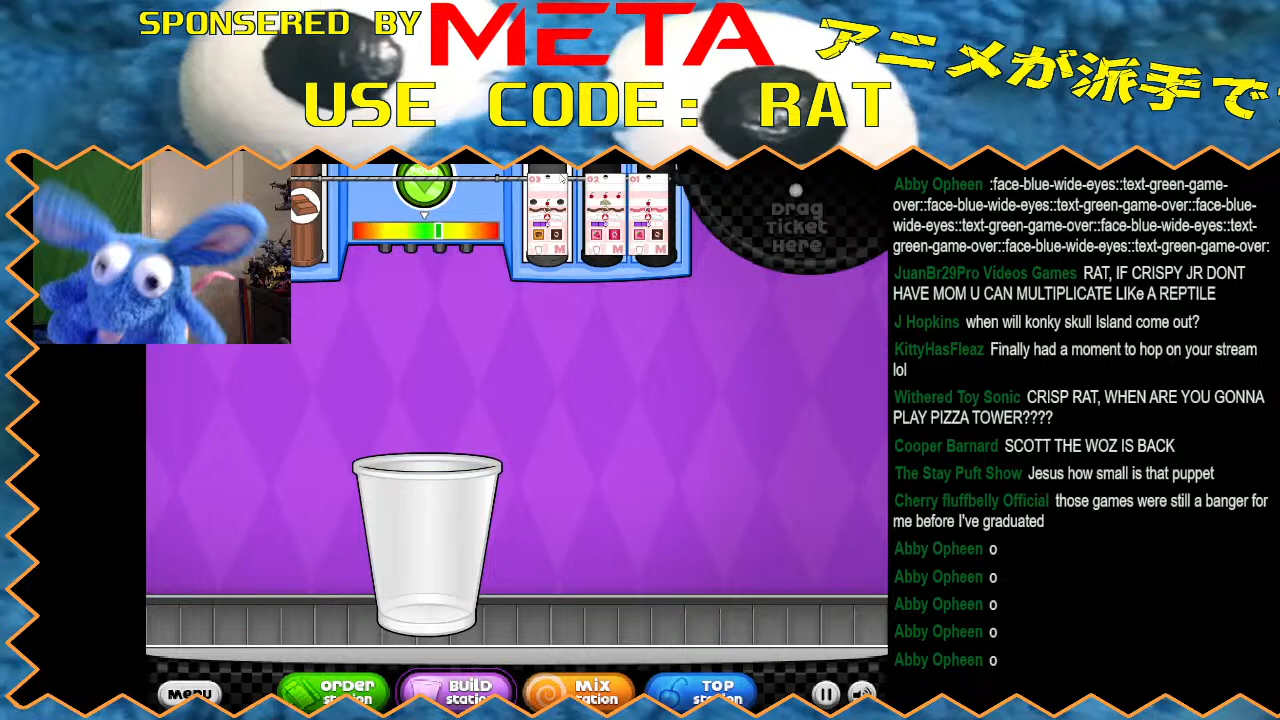 SPONSERED BY META
USE CODE: RAT
アニメが派手で
03 02 01
M M M
Drag
Ticket
Here
Abby Opheen :face-blue-wide-eyes::text-green-game-
over::face-blue-wide-eyes::text-green-game-over::face-blue-
wide-eyes::text-green-game-over::face-blue-wide-eyes::text-
green-game-over::face-blue-wide-eyes::text-green-game-over:
JuanBr29Pro Vídeos Games RAT, IF CRISPY JR DONT
HAVE MOM U CAN MULTIPLICATE LIKe A REPTILE
J Hopkins when will konky skull Island come out?
KittyHasFleaz Finally had a moment to hop on your stream
lol
Withered Toy Sonic CRISP RAT, WHEN ARE YOU GONNA
PLAY PIZZA TOWER????
Cooper Barnard SCOTT THE WOZ IS BACK
The Stay Puft Show Jesus how small is that puppet
Cherry fluffbelly Official those games were still a banger for
me before I've graduated
Abby Opheen o
Abby Opheen o
Abby Opheen o
Abby Opheen o
Abby Opheen o
Menu
ORDER
station
BUILD
station
MIX
station
TOP
station